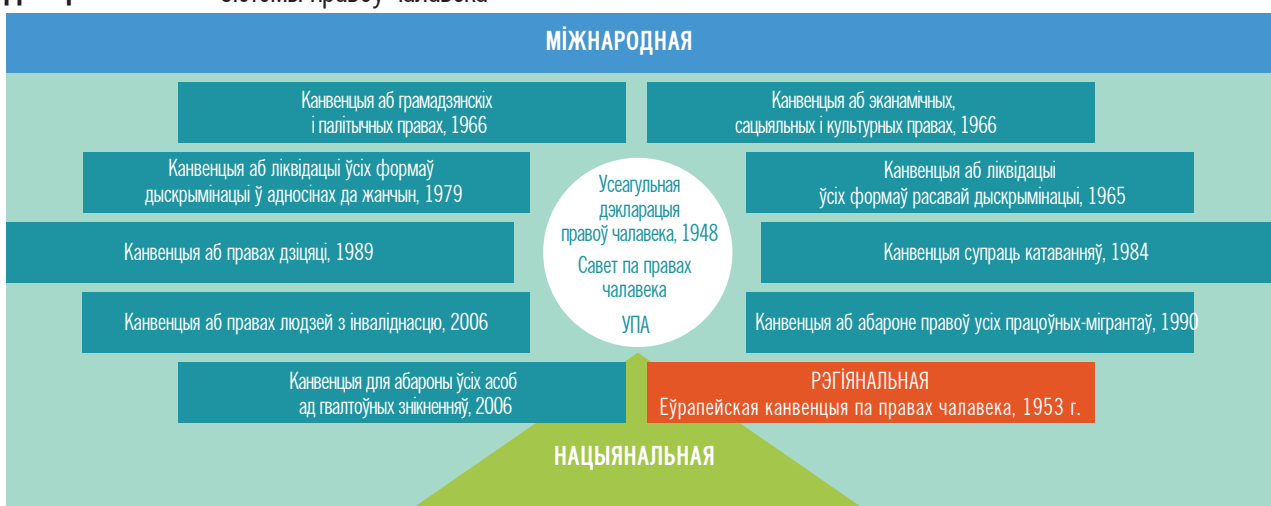 правоў чалавека
МІЖНАРОДНАЯ
Канвенцыя аб грамадзянскіх
і палітычных правах, 1966
Канвенцыя аб эканамічных,
сацыяльных і культурных правах, 1966
Канвенцыя аб ліквідацыі ўсіх формаў
дыскрымінацыі ў адносінах да жанчын, 1979
Канвенцыя аб ліквідацыі
ўсіх формаў расавай дыскрымінацыі, 1965
Усеагульная
дэкларацыя
правоў чалавека, 1948
Савет па правах
чалавека
УПА
Канвенцыя аб правах дзіцяці, 1989
Канвенцыя супраць катаванняў, 1984
Канвенцыя аб правах людзей з інваліднасцю, 2006
Канвенцыя аб абароне правоў усіх працоўных-мігрантаў, 1990
Канвенцыя для абароны ўсіх асоб
ад гвалтоўных знікненняў, 2006
РЭГІЯНАЛЬНАЯ
Еўрапейская канвенцыя па правах чалавека, 1953 г.
НАЦЫЯНАЛЬНАЯ